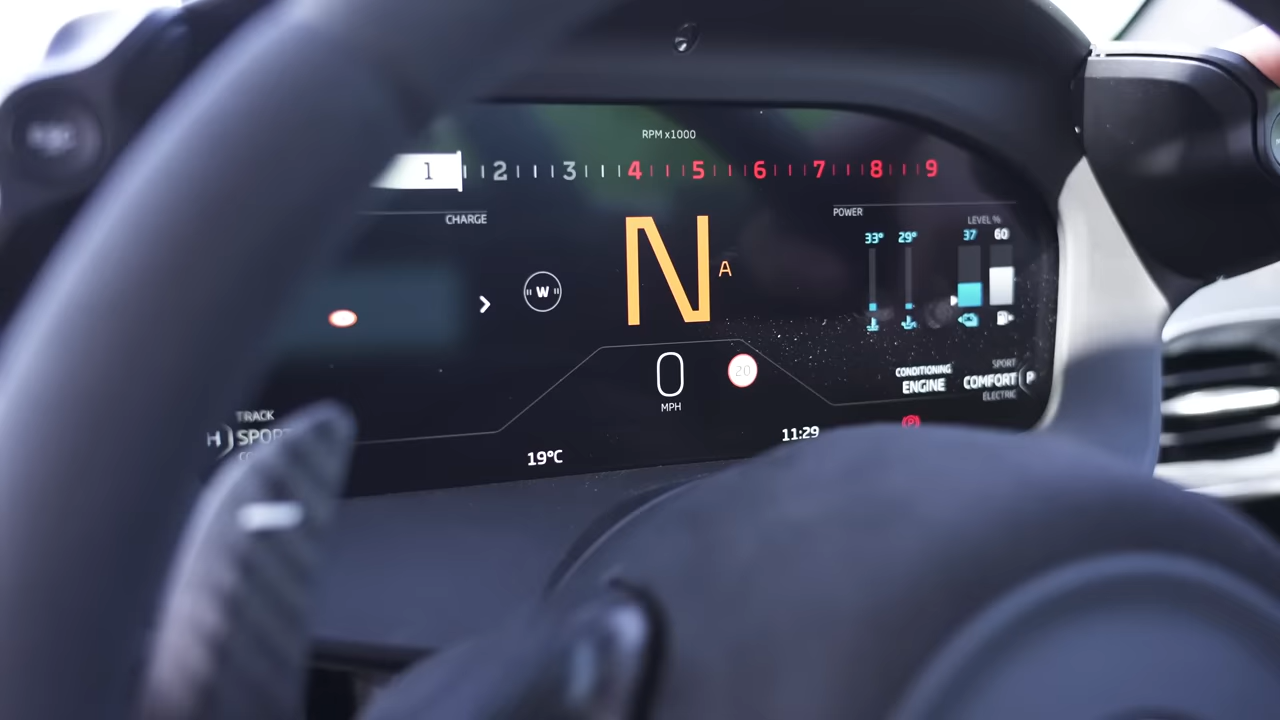 RPM x1000
1 2 3 4 5 6 7 8 9
CHARGE
POWER
LEVEL %
33° 29° 37 60
W
N A
0
MPH
20
CONDITIONING
ENGINE
SPORT
COMFORT P
ELECTRIC
TRACK
H SPORT
19°C
11:29
P